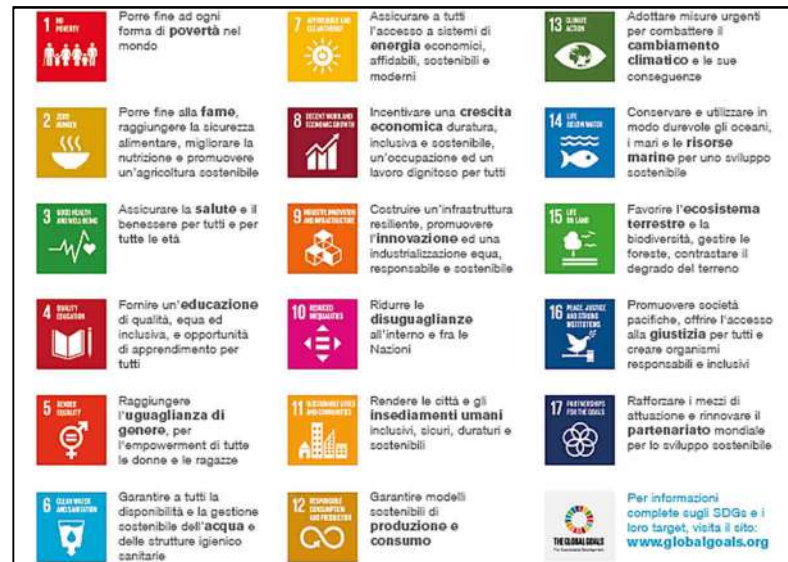 1 NO
POVERTY
Porre fine ad ogni
forma di povertà nel
mondo
2 ZERO
HUNGER
Porre fine alla fame,
raggiungere la sicurezza
alimentare, migliorare la
nutrizione e promuovere
un'agricoltura sostenibile
3 GOOD HEALTH
AND WELL-BEING
Assicurare la salute e il
benessere per tutti e per
tutte le età
4 QUALITY
EDUCATION
Fornire un'educazione
di qualità, equa ed
inclusiva, e opportunità
di apprendimento per
tutti
5 GENDER
EQUALITY
Raggiungere
l'uguaglianza di
genere, per
l'empowerment di tutte
le donne e le ragazze
6 CLEAN WATER
AND SANITATION
Garantire a tutti la
disponibilità e la gestione
sostenibile dell'acqua e
delle strutture igienico
sanitarie
7 AFFORDABLE AND
CLEAN ENERGY
Assicurare a tutti
l'accesso a sistemi di
energia economici,
affidabili, sostenibili e
moderni
8 DECENT WORK AND
ECONOMIC GROWTH
Incentivare una crescita
economica duratura,
inclusiva e sostenibile,
un'occupazione ed un
lavoro dignitoso per tutti
9 INDUSTRY, INNOVATION
AND INFRASTRUCTURE
Costruire un'infrastruttura
resiliente, promuovere
l'innovazione ed una
industrializzazione equa,
responsabile e sostenibile
10 REDUCED
INEQUALITIES
Ridurre le
disuguaglianze
all'interno e fra le
Nazioni
11 SUSTAINABLE CITIES
AND COMMUNITIES
Rendere le città e gli
insediamenti umani
inclusivi, sicuri, duraturi e
sostenibili
12 RESPONSIBLE
CONSUMPTION
AND PRODUCTION
Garantire modelli
sostenibili di
produzione e
consumo
13 CLIMATE
ACTION
Adottare misure urgenti
per combattere il
cambiamento
climatico e le sue
conseguenze
14 LIFE
BELOW WATER
Conservare e utilizzare in
modo durevole gli oceani,
i mari e le risorse
marine per uno sviluppo
sostenibile
15 LIFE
ON LAND
Favorire l'ecosistema
terrestre e la
biodiversità, gestire le
foreste, contrastare il
degrado del terreno
16 PEACE, JUSTICE
AND STRONG
INSTITUTIONS
Promuovere società
pacifiche, offrire l'accesso
alla giustizia per tutti e
creare organismi
responsabili e inclusivi
17 PARTNERSHIPS
FOR THE GOALS
Rafforzare i mezzi di
attuazione e rinnovare il
partenariato mondiale
per lo sviluppo sostenibile
THE GLOBAL GOALS
For Sustainable Development
Per informazioni
complete sugli SDGs e i
loro target, visita il sito:
www.globalgoals.org